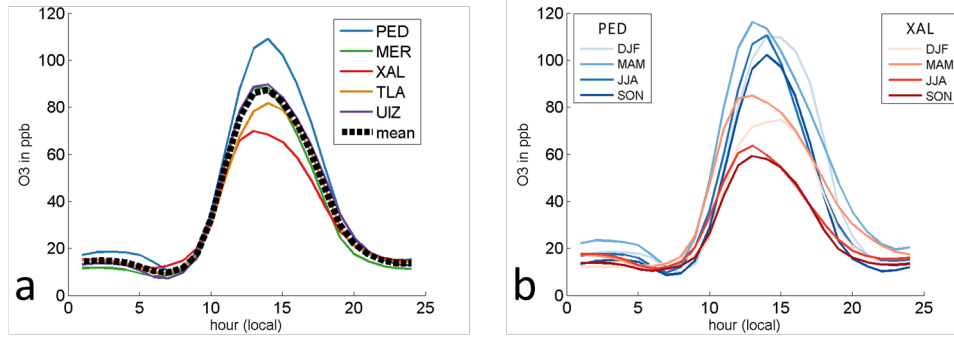 PED
MER
XAL
TLA
UIZ
mean
O3 in ppb
120
100
80
60
40
20
0
0 5 10 15 20 25
hour (local)
a
PED
DJF
MAM
JJA
SON
XAL
DJF
MAM
JJA
SON
O3 in ppb
120
100
80
60
40
20
0
0 5 10 15 20 25
hour (local)
b